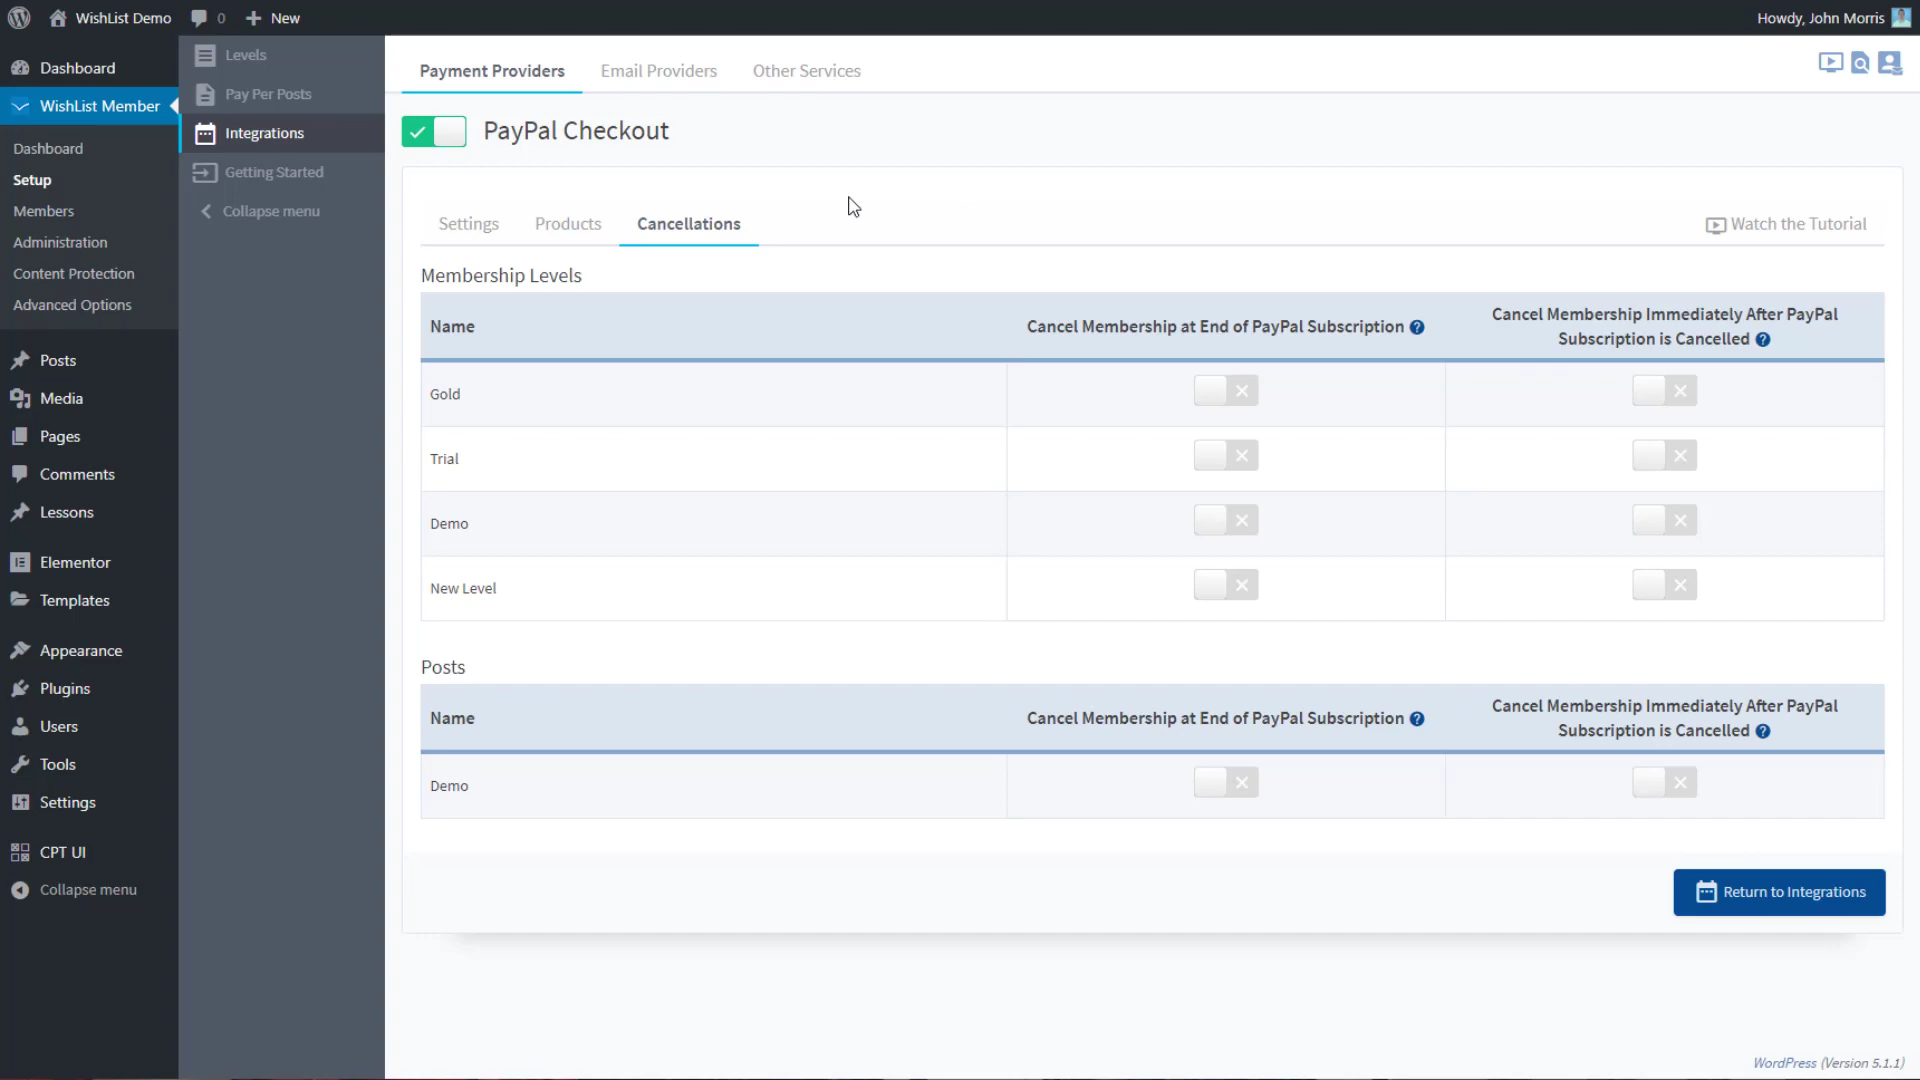 WishList Demo 0 New Howdy, John Morris
Dashboard
WishList Member
Dashboard
Setup
Members
Administration
Content Protection
Advanced Options
Posts
Media
Pages
Comments
Lessons
Elementor
Templates
Appearance
Plugins
Users
Tools
Settings
CPT UI
Collapse menu
Levels
Pay Per Posts
Integrations
Getting Started
Collapse menu
Payment Providers Email Providers Other Services
PayPal Checkout
Settings Products Cancellations Watch the Tutorial
Membership Levels
Name
Cancel Membership at End of PayPal Subscription
Cancel Membership Immediately After PayPal
Subscription is Cancelled
Gold
Trial
Demo
New Level
Posts
Name
Cancel Membership at End of PayPal Subscription
Cancel Membership Immediately After PayPal
Subscription is Cancelled
Demo
Return to Integrations
WordPress (Version 5.1.1)